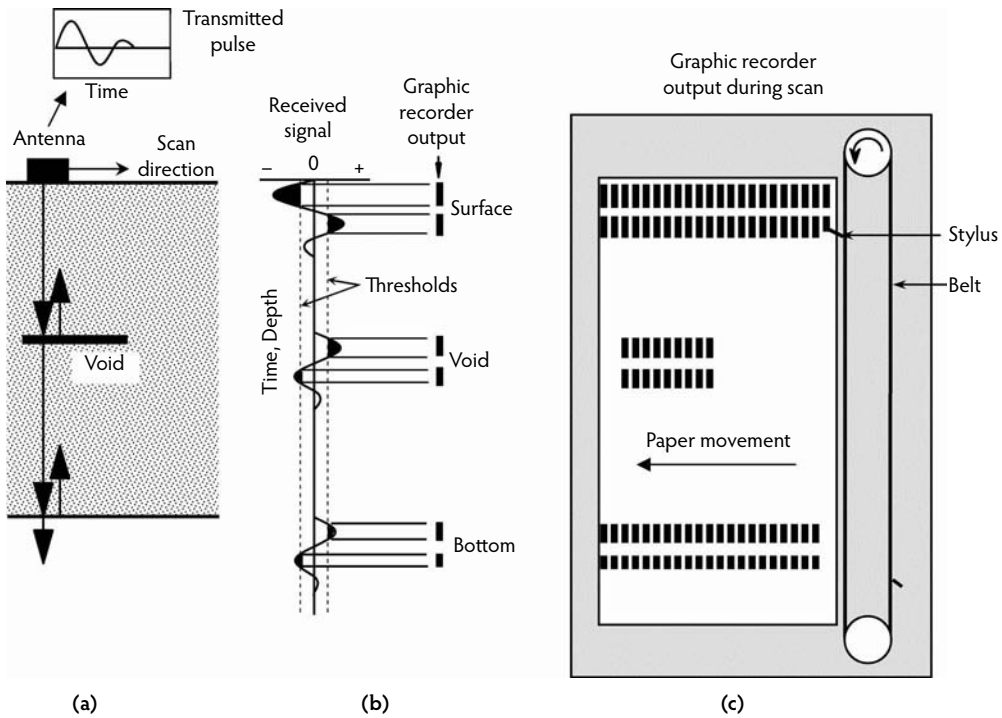 Transmitted
pulse
Time
Antenna
Scan
direction
Void
(a)
Received
signal
– 0 +
Graphic
recorder
output
Surface
Thresholds
Time, Depth
Void
Bottom
(b)
Graphic recorder
output during scan
Stylus
Belt
Paper movement
(c)